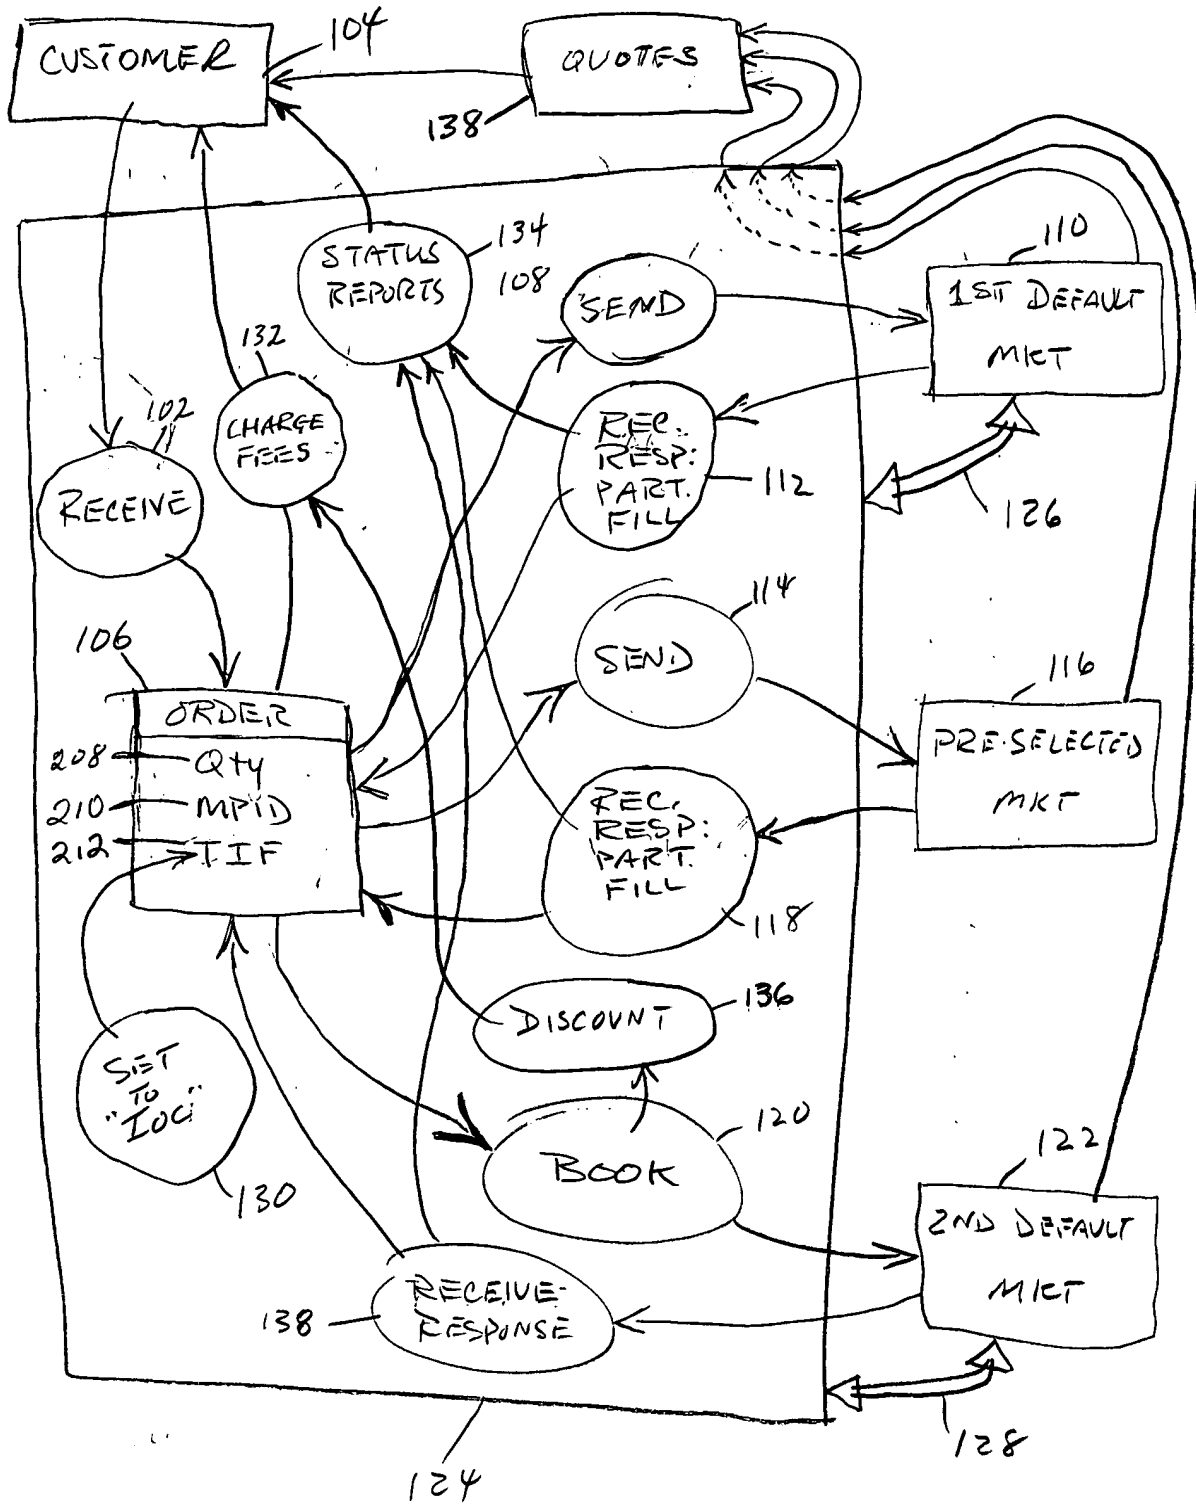 CUSTOMER
104
QUOTES
138
STATUS
REPORTS
134
108
SEND
110
1ST DEFAULT
MKT
132
CHARGE
FEES
102
RECEIVE
REC.
RESP:
PART.
FILL
112
126
106
ORDER
208
Qty
210
MPID
212
TIF
114
SEND
116
PRE-SELECTED
MKT
REC.
RESP:
PART.
FILL
118
DISCOUNT
136
SET
TO
"IOC"
130
BOOK
120
122
2ND DEFAULT
MKT
RECEIVE
RESPONSE
138
128
124